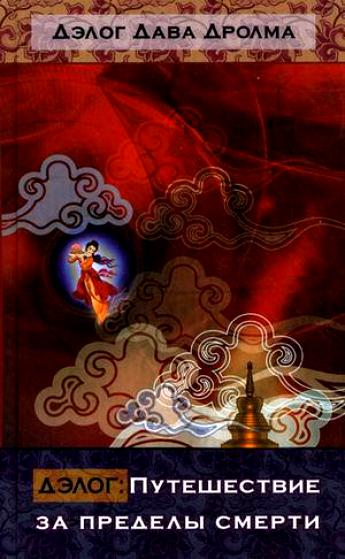 Дэлог Дава Дролма
дэлог: Путешествие
за пределы смерти